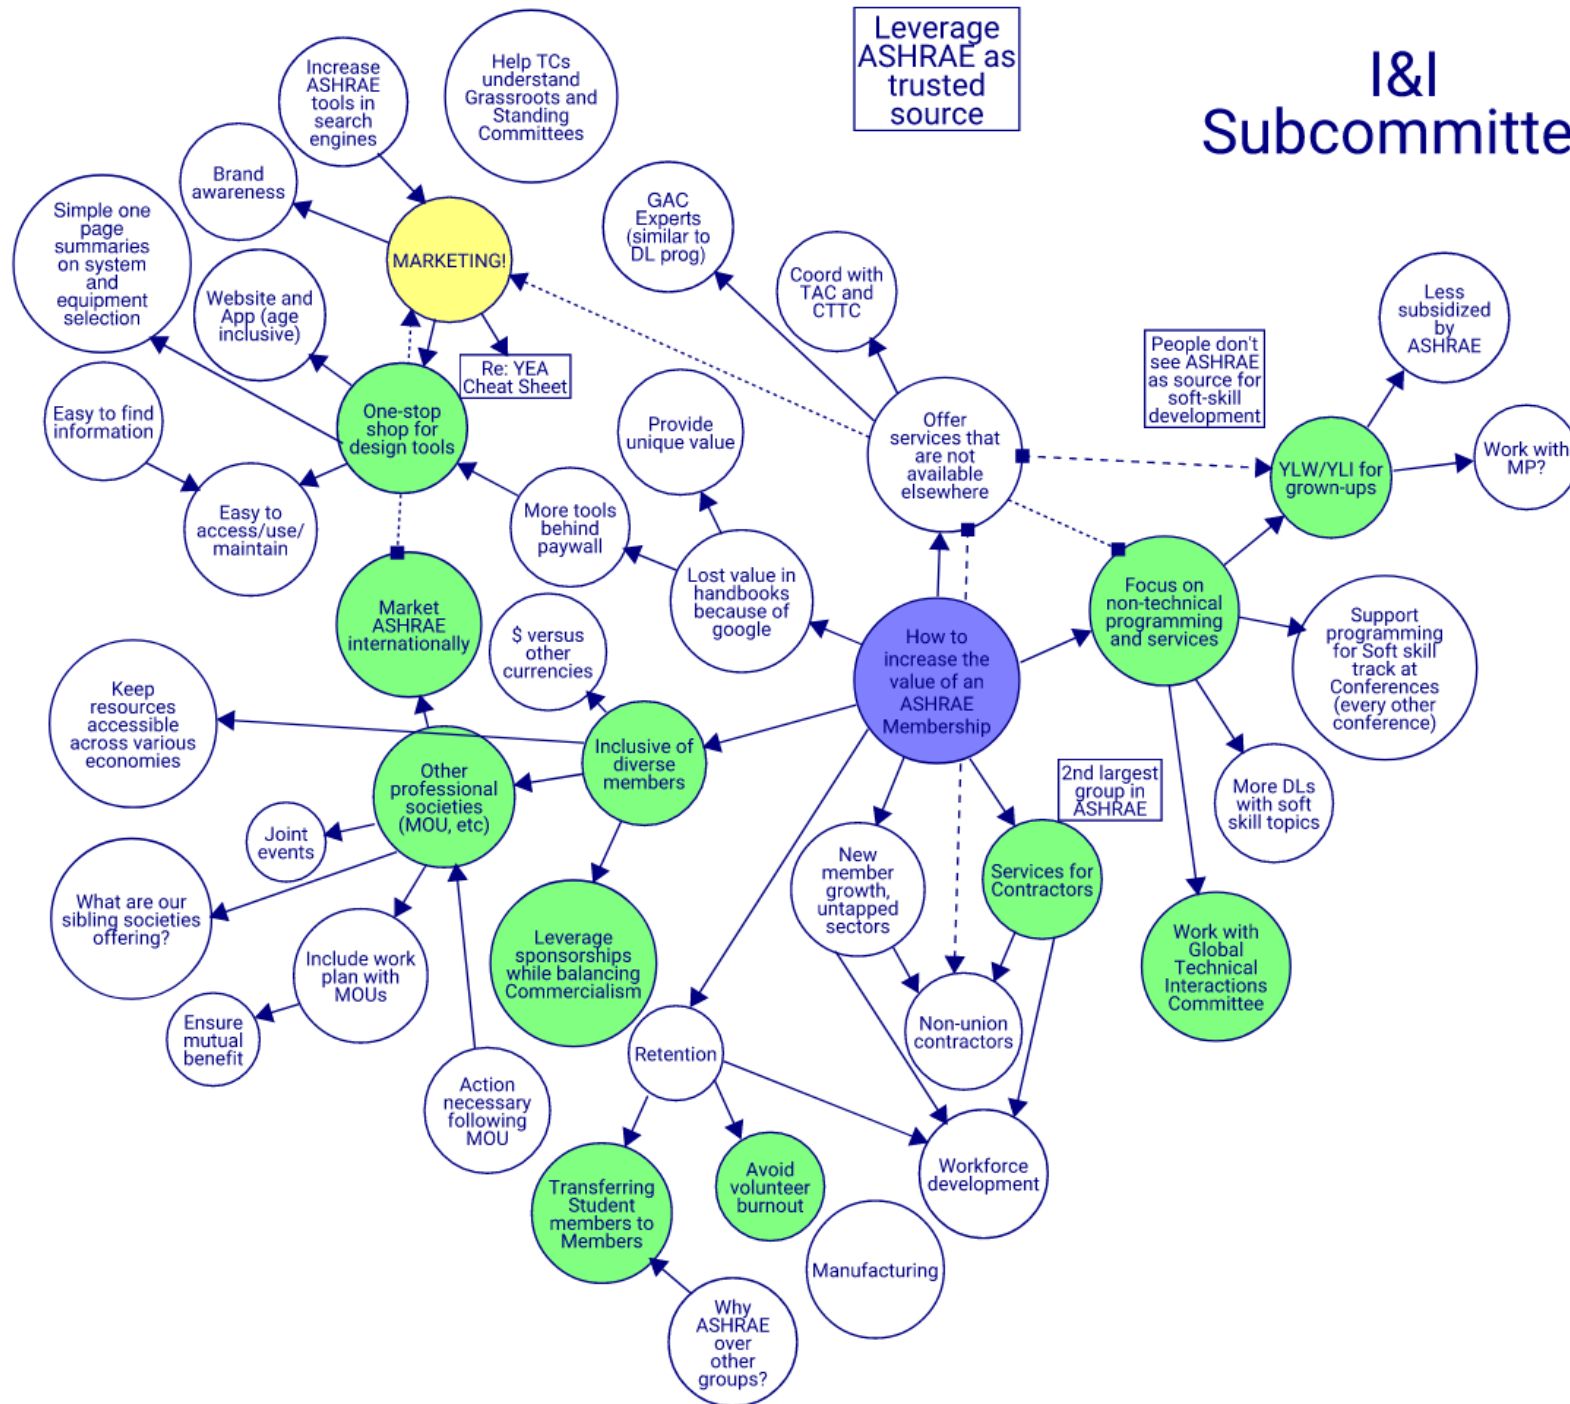 Leverage
ASHRAE as
trusted
source
I&I
Subcommitte
Increase
ASHRAE
tools in
search
engines
Help TCs
understand
Grassroots and
Standing
Committees
Brand
awareness
Simple one
page
summaries
on system
and
equipment
selection
MARKETING!
GAC
Experts
(similar to
DL prog)
Coord with
TAC and
CTTC
Website and
App (age
inclusive)
Re: YEA
Cheat Sheet
Less
subsidized
by
ASHRAE
People don't
see ASHRAE
as source for
soft-skill
development
Easy to find
information
One-stop
shop for
design tools
Provide
unique value
Offer
services that
are not
available
elsewhere
YLW/YLI for
grown-ups
Work with
MP?
Easy to
access/use/
maintain
More tools
behind
paywall
Lost value in
handbooks
because of
google
Market
ASHRAE
internationally
$ versus
other
currencies
How to
increase the
value of an
ASHRAE
Membership
Focus on
non-technical
programming
and services
Support
programming
for Soft skill
track at
Conferences
(every other
conference)
Keep
resources
accessible
across various
economies
Other
professional
societies
(MOU, etc)
Inclusive of
diverse
members
2nd largest
group in
ASHRAE
More DLs
with soft
skill topics
Joint
events
New
member
growth,
untapped
sectors
Services for
Contractors
What are our
sibling societies
offering?
Include work
plan with
MOUs
Leverage
sponsorships
while balancing
Commercialism
Work with
Global
Technical
Interactions
Committee
Ensure
mutual
benefit
Retention
Non-union
contractors
Action
necessary
following
MOU
Transferring
Student
members to
Members
Avoid
volunteer
burnout
Workforce
development
Manufacturing
Why
ASHRAE
over
other
groups?